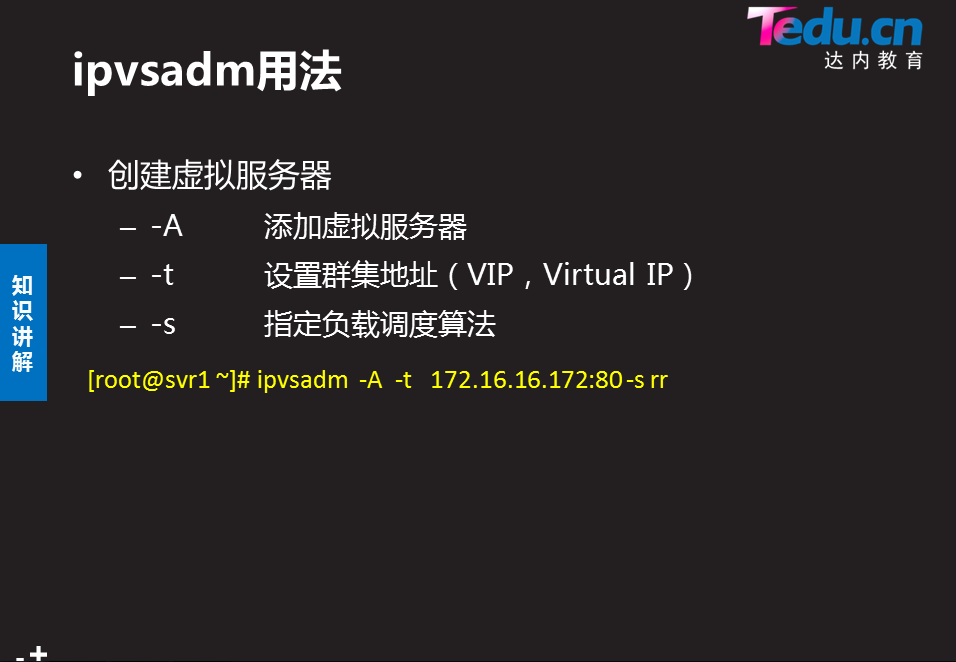 Tedu.cn
达内教育
ipvsadm用法
• 创建虚拟服务器
– -A 添加虚拟服务器
– -t 设置群集地址（VIP，Virtual IP）
– -s 指定负载调度算法
知识讲解
[root@svr1 ~]# ipvsadm -A -t 172.16.16.172:80 -s rr